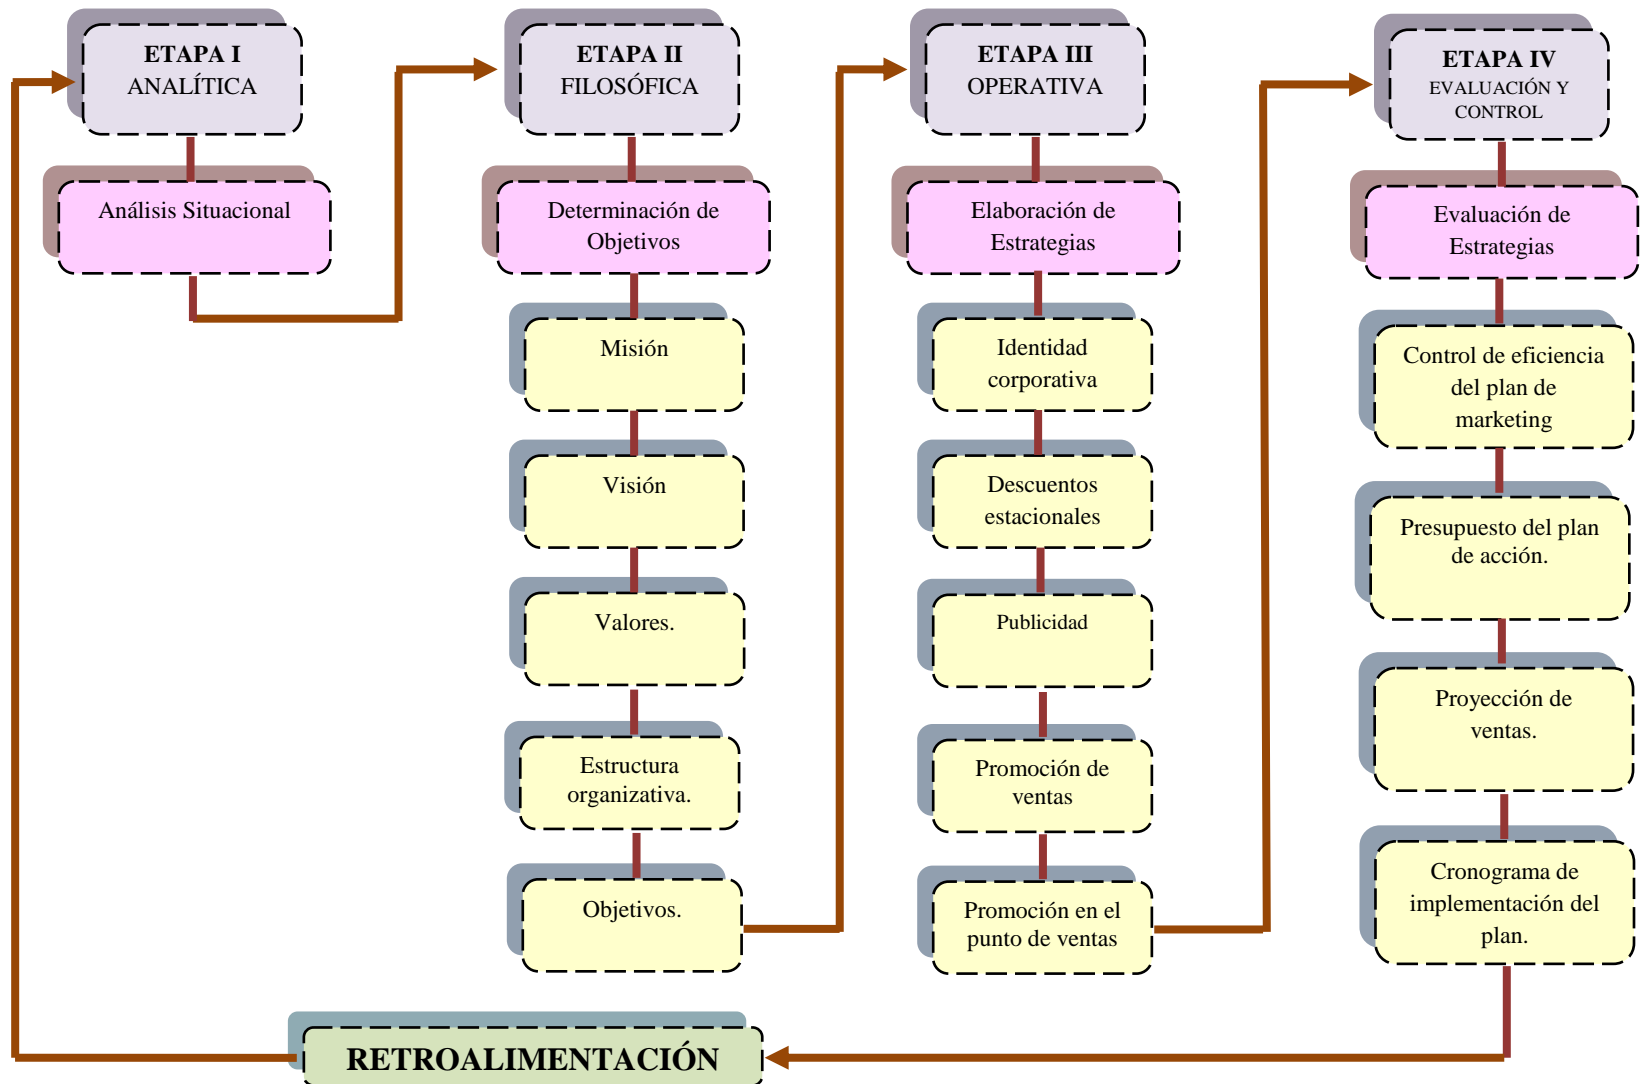 ETAPA I
ANALÍTICA
Análisis Situacional
ETAPA II
FILOSÓFICA
Determinación de
Objetivos
Misión
Visión
Valores.
Estructura
organizativa.
Objetivos.
ETAPA III
OPERATIVA
Elaboración de
Estrategias
Identidad
corporativa
Descuentos
estacionales
Publicidad
Promoción de
ventas
Promoción en el
punto de ventas
ETAPA IV
EVALUACIÓN Y
CONTROL
Evaluación de
Estrategias
Control de eficiencia
del plan de
marketing
Presupuesto del plan
de acción.
Proyección de
ventas.
Cronograma de
implementación del
plan.
RETROALIMENTACIÓN